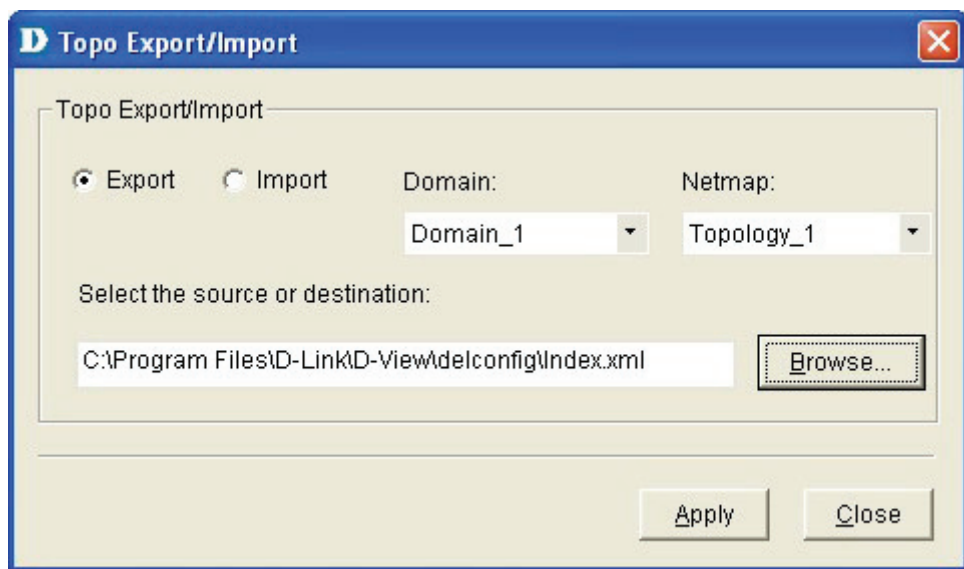 D Topo Export/Import
Topo Export/Import
Export Import Domain: Netmap:
Domain_1 Topology_1
Select the source or destination:
C:\Program Files\D-Link\D-View\delconfig\Index.xml Browse...
Apply Close